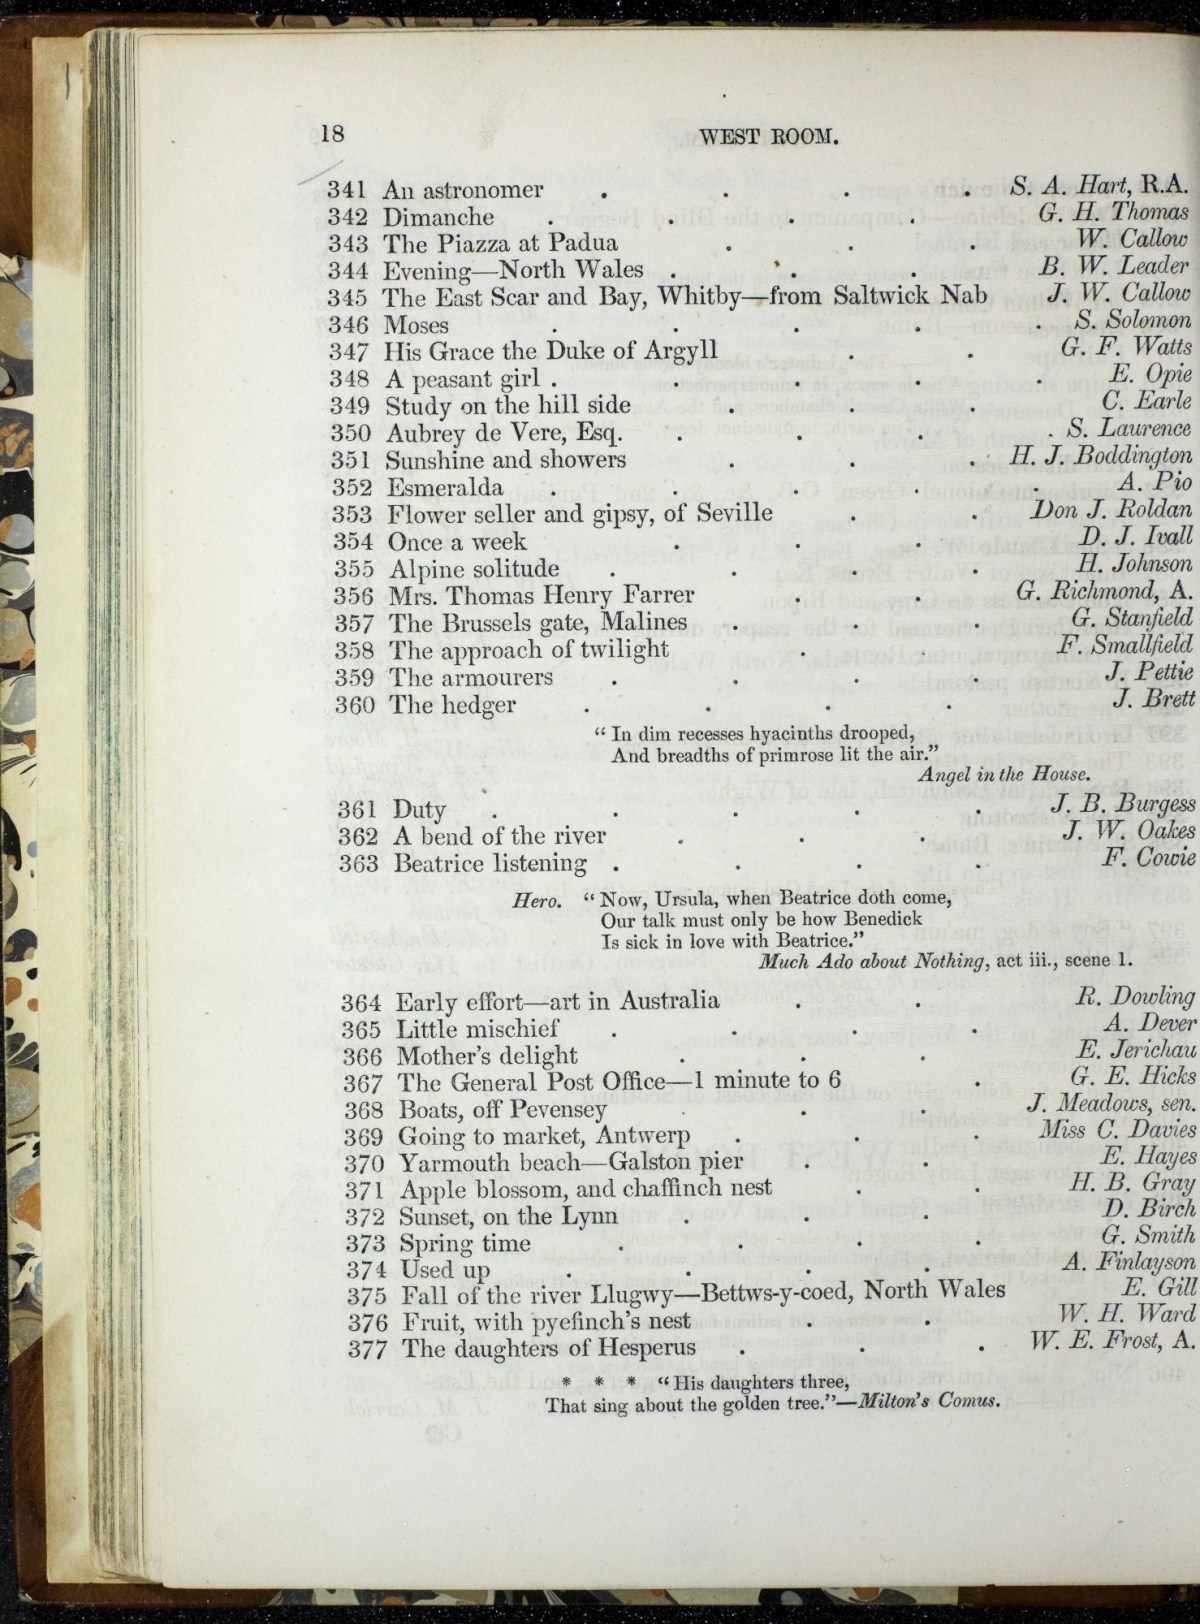 18 WEST ROOM.
341 An astronomer . . . . S. A. Hart, R.A.
342 Dimanche . . . . G. H. Thomas
343 The Piazza at Padua . . . W. Callow
344 Evening—North Wales . . . B. W. Leader
345 The East Scar and Bay, Whitby—from Saltwick Nab J. W. Callow
346 Moses . . . . . S. Solomon
347 His Grace the Duke of Argyll . . G. F. Watts
348 A peasant girl . . . . . E. Opie
349 Study on the hill side . . . C. Earle
350 Aubrey de Vere, Esq. . . . . S. Laurence
351 Sunshine and showers . . . H. J. Boddington
352 Esmeralda . . . . . A. Pio
353 Flower seller and gipsy, of Seville . . Don J. Roldan
354 Once a week . . . D. J. Ivall
355 Alpine solitude . . . . H. Johnson
356 Mrs. Thomas Henry Farrer . . G. Richmond, A.
357 The Brussels gate, Malines . . . G. Stanfield
358 The approach of twilight . . F. Smallfield
359 The armourers . . . . J. Pettie
360 The hedger . . . . J. Brett
“In dim recesses hyacinths drooped,
And breadths of primrose lit the air.”
Angel in the House.
361 Duty . . . . . J. B. Burgess
362 A bend of the river . . . J. W. Oakes
363 Beatrice listening . . . . F. Cowie
Hero. “Now, Ursula, when Beatrice doth come,
Our talk must only be how Benedick
Is sick in love with Beatrice.”
Much Ado about Nothing, act iii., scene 1.
364 Early effort—art in Australia . . R. Dowling
365 Little mischief . . . . A. Dever
366 Mother's delight . . . E. Jerichau
367 The General Post Office—1 minute to 6 . G. E. Hicks
368 Boats, off Pevensey . . . J. Meadows, sen.
369 Going to market, Antwerp . . . Miss C. Davies
370 Yarmouth beach—Galston pier . . E. Hayes
371 Apple blossom, and chaffinch nest . . H. B. Gray
372 Sunset, on the Lynn . . . D. Birch
373 Spring time . . . . G. Smith
374 Used up . . . . A. Finlayson
375 Fall of the river Llugwy—Bettws-y-coed, North Wales E. Gill
376 Fruit, with pyefinch's nest . . W. H. Ward
377 The daughters of Hesperus . . . W. E. Frost, A.
* * * “His daughters three,
That sing about the golden tree.”—Milton's Comus.